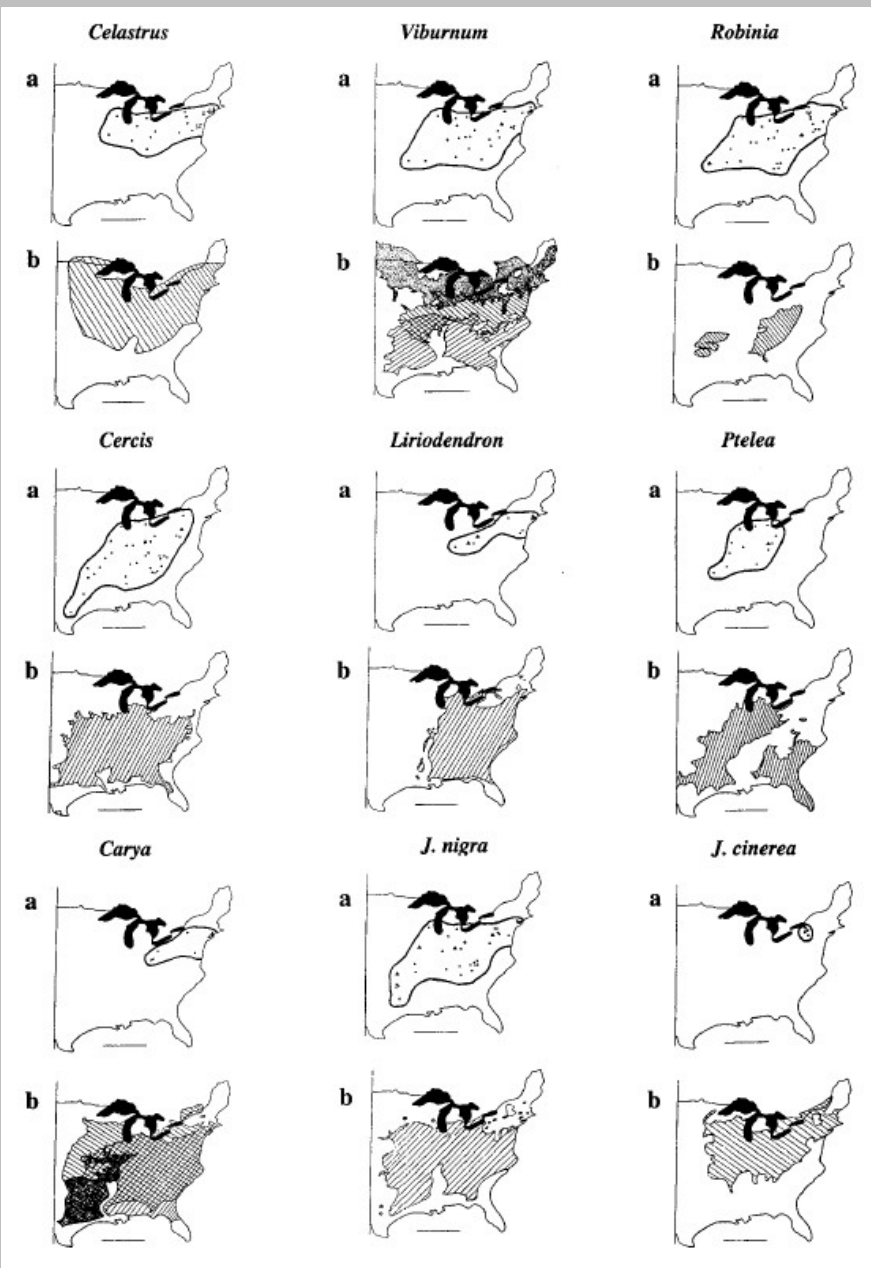 Celastrus Viburnum Robinia
a a a
b b b
Cercis Liriodendron Ptelea
a a a
b b b
Carya J. nigra J. cinerea
a a a
b b b